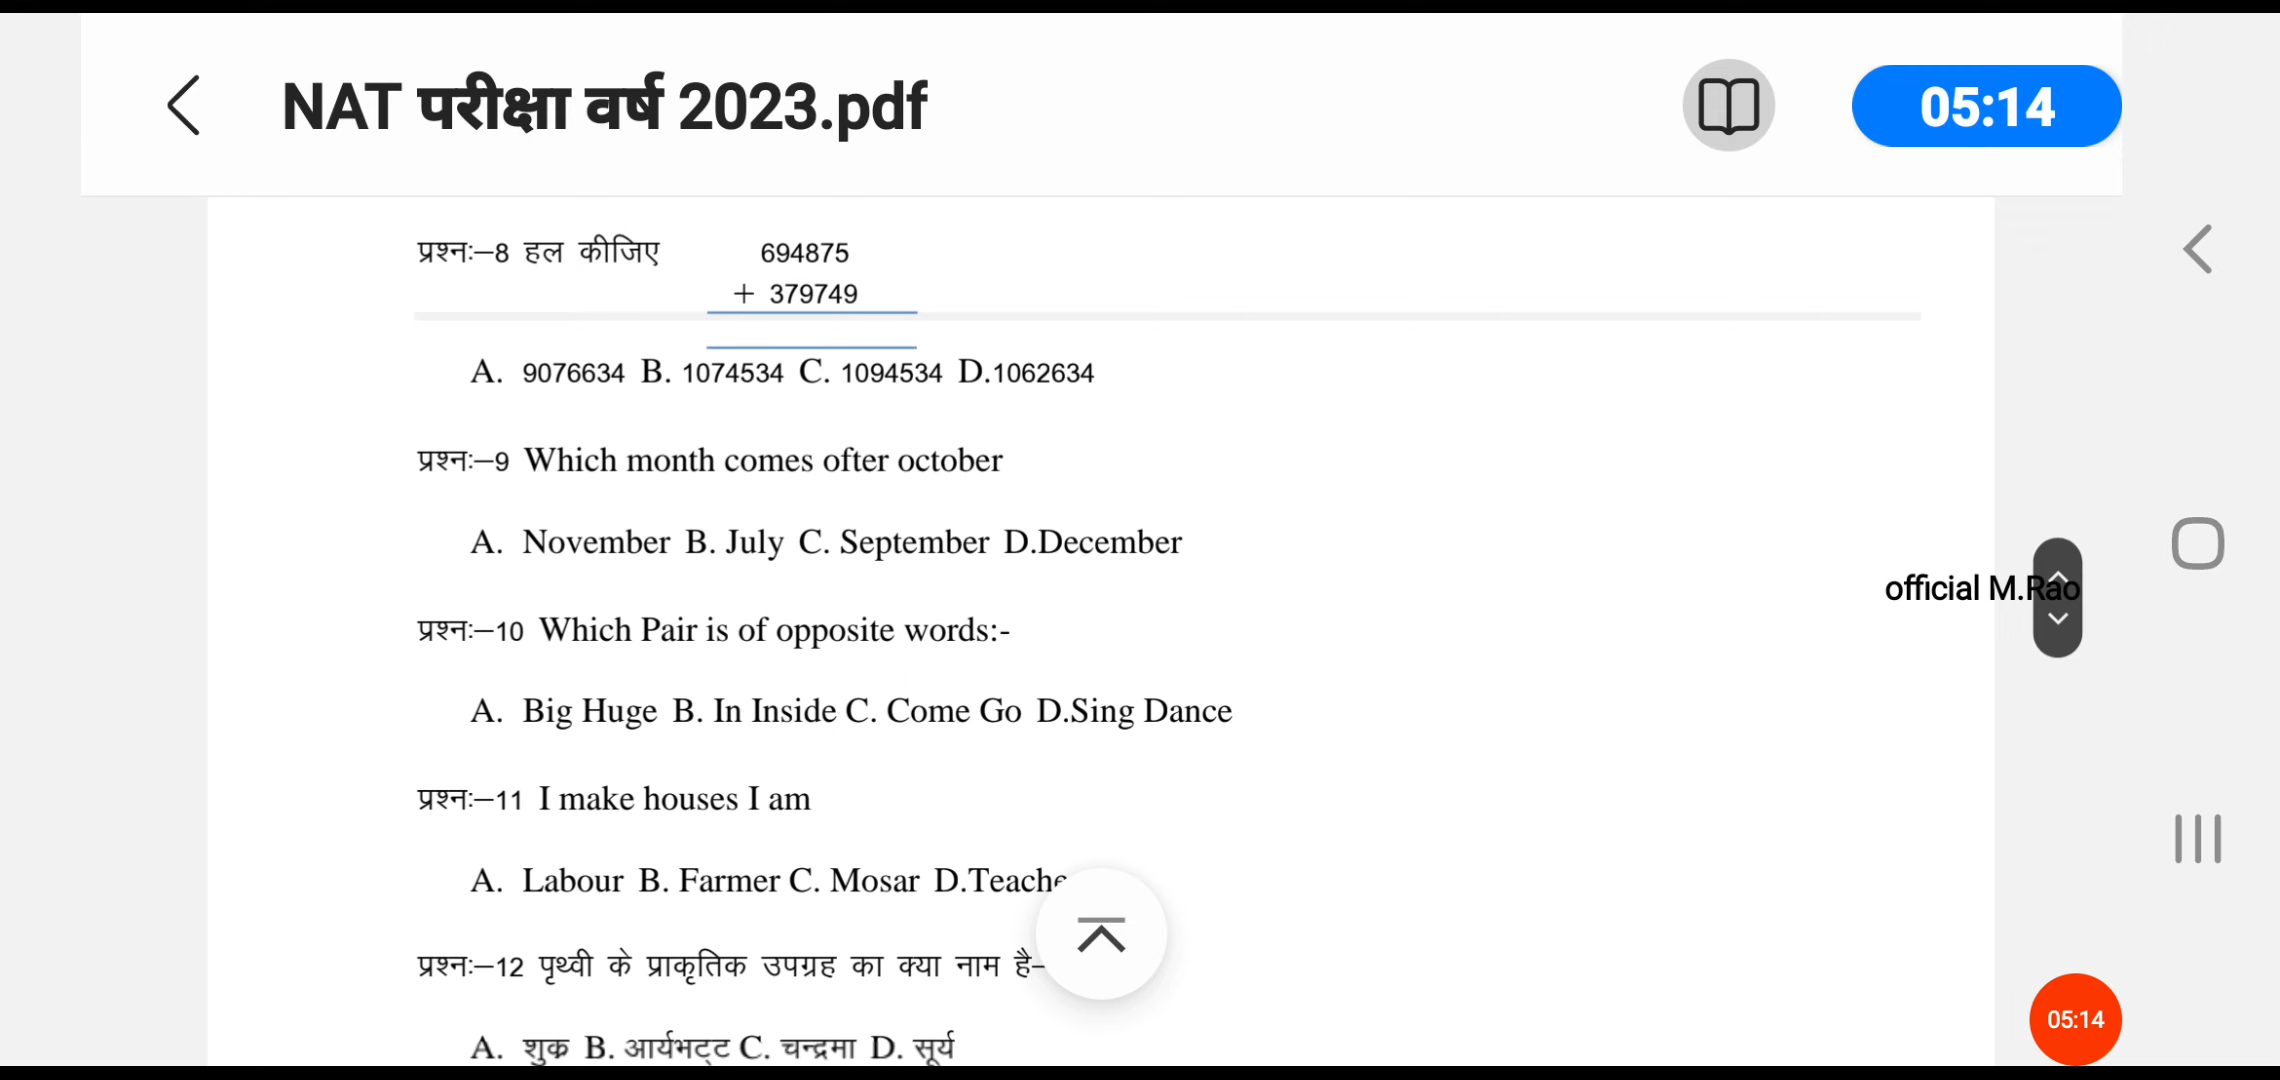 NAT परीक्षा वर्ष 2023.pdf
05:14
प्रश्न:–8 हल कीजिए 694875
+ 379749
A. 9076634 B. 1074534 C. 1094534 D.1062634
प्रश्न:–9 Which month comes ofter october
A. November B. July C. September D.December
official M.Rao
प्रश्न:–10 Which Pair is of opposite words:-
A. Big Huge B. In Inside C. Come Go D.Sing Dance
प्रश्न:–11 I make houses I am
A. Labour B. Farmer C. Mosar D.Teache
प्रश्न:–12 पृथ्वी के प्राकृतिक उपग्रह का क्या नाम है–
A. शुक्र B. आर्यभट्ट C. चन्द्रमा D. सूर्य
05:14